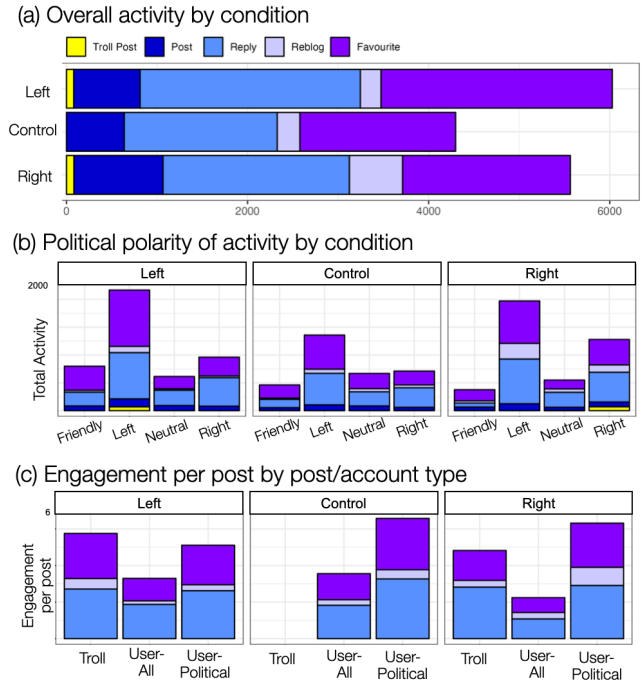 (a) Overall activity by condition
Troll Post Post Reply Reblog Favourite
Left
Control
Right
0 2000 4000 6000
(b) Political polarity of activity by condition
Left Control Right
2000
Total Activity
Friendly Left Neutral Right Friendly Left Neutral Right Friendly Left Neutral Right
(c) Engagement per post by post/account type
Left Control Right
6
Engagement
per post
Troll User- User- Troll User- User- Troll User- User-
All Political All Political All Political